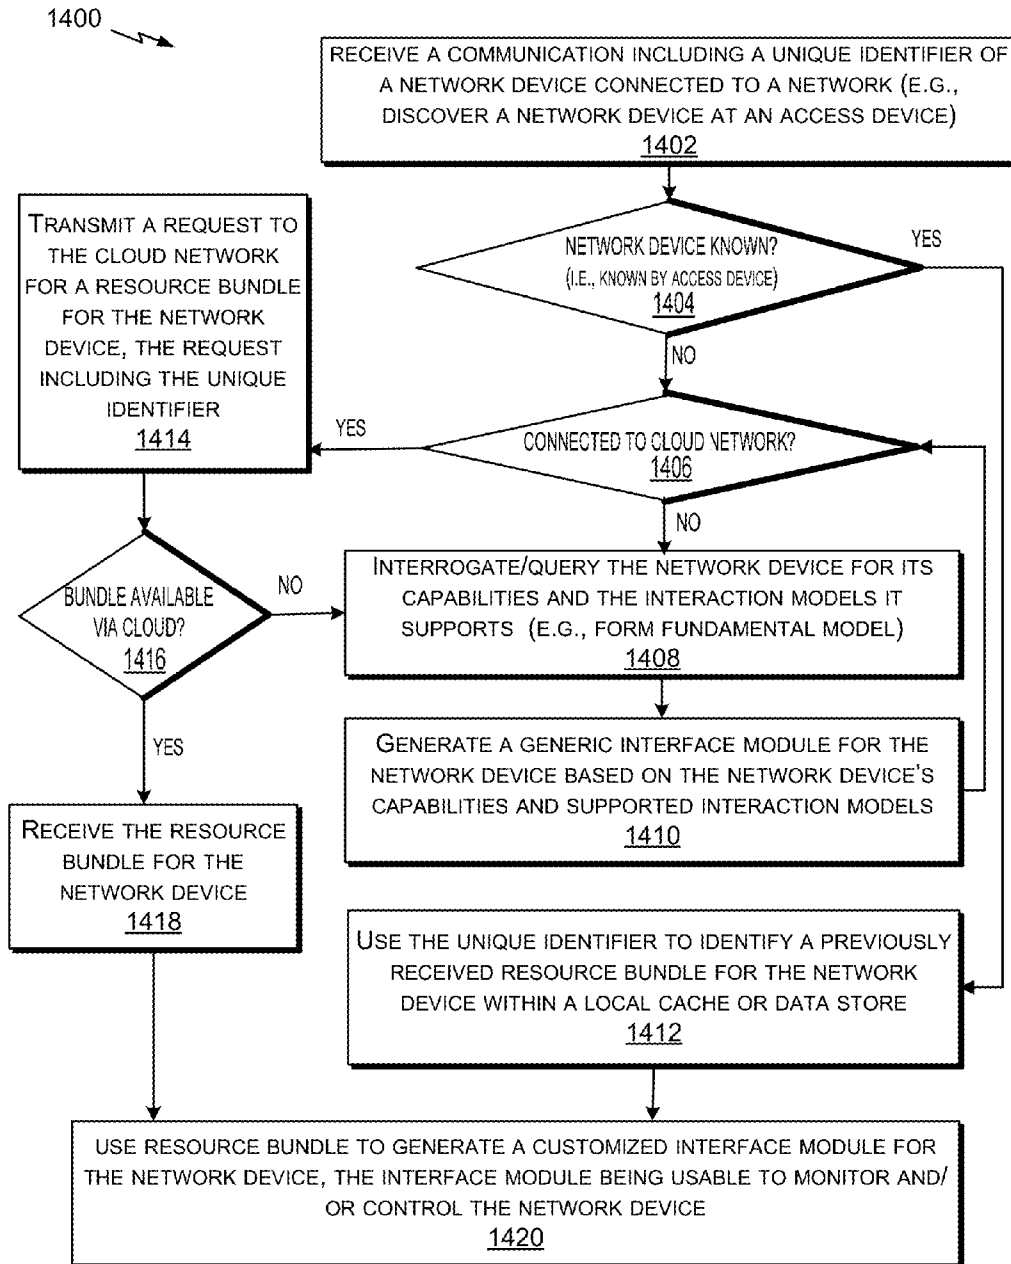 1400
RECEIVE A COMMUNICATION INCLUDING A UNIQUE IDENTIFIER OF
A NETWORK DEVICE CONNECTED TO A NETWORK (E.G.,
DISCOVER A NETWORK DEVICE AT AN ACCESS DEVICE)
1402
NETWORK DEVICE KNOWN?
(I.E., KNOWN BY ACCESS DEVICE)
1404
YES
NO
TRANSMIT A REQUEST TO
THE CLOUD NETWORK
FOR A RESOURCE BUNDLE
FOR THE NETWORK
DEVICE, THE REQUEST
INCLUDING THE UNIQUE
IDENTIFIER
1414
YES
CONNECTED TO CLOUD NETWORK?
1406
NO
BUNDLE AVAILABLE
VIA CLOUD?
1416
NO
YES
INTERROGATE/QUERY THE NETWORK DEVICE FOR ITS
CAPABILITIES AND THE INTERACTION MODELS IT
SUPPORTS (E.G., FORM FUNDAMENTAL MODEL)
1408
GENERATE A GENERIC INTERFACE MODULE FOR THE
NETWORK DEVICE BASED ON THE NETWORK DEVICE'S
CAPABILITIES AND SUPPORTED INTERACTION MODELS
1410
RECEIVE THE RESOURCE
BUNDLE FOR THE
NETWORK DEVICE
1418
USE THE UNIQUE IDENTIFIER TO IDENTIFY A PREVIOUSLY
RECEIVED RESOURCE BUNDLE FOR THE NETWORK
DEVICE WITHIN A LOCAL CACHE OR DATA STORE
1412
USE RESOURCE BUNDLE TO GENERATE A CUSTOMIZED INTERFACE MODULE FOR
THE NETWORK DEVICE, THE INTERFACE MODULE BEING USABLE TO MONITOR AND/
OR CONTROL THE NETWORK DEVICE
1420